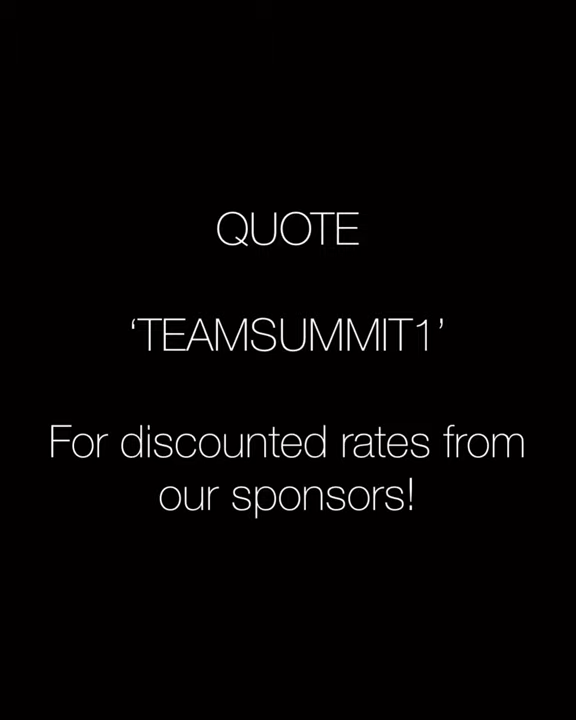 QUOTE
‘TEAMSUMMIT1’
For discounted rates from
our sponsors!